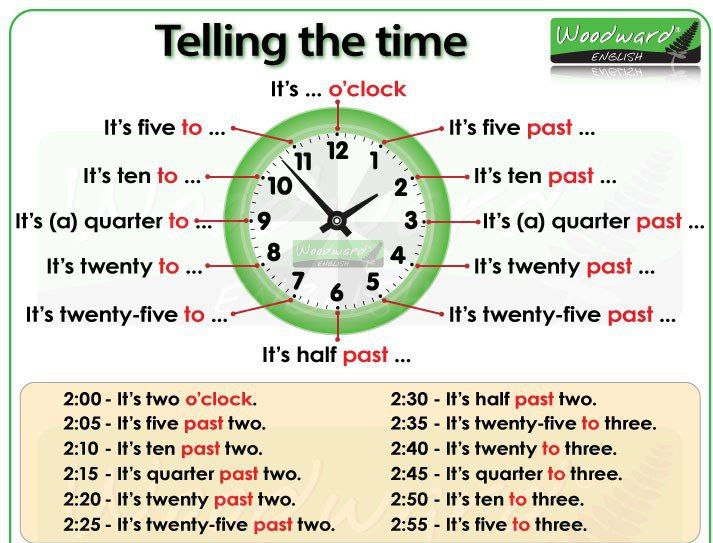 Telling the time
Woodward®
ENGLISH
It's ... o'clock
It's five to ...
It's five past ...
It's ten to ...
It's ten past ...
It's (a) quarter to ...
It's (a) quarter past ...
It's twenty to ...
It's twenty past ...
It's twenty-five to ...
It's twenty-five past ...
It's half past ...
12
1
2
3
4
5
6
7
8
9
10
11
Woodward
ENGLISH
2:00 - It's two o'clock.
2:05 - It's five past two.
2:10 - It's ten past two.
2:15 - It's quarter past two.
2:20 - It's twenty past two.
2:25 - It's twenty-five past two.
2:30 - It's half past two.
2:35 - It's twenty-five to three.
2:40 - It's twenty to three.
2:45 - It's quarter to three.
2:50 - It's ten to three.
2:55 - It's five to three.